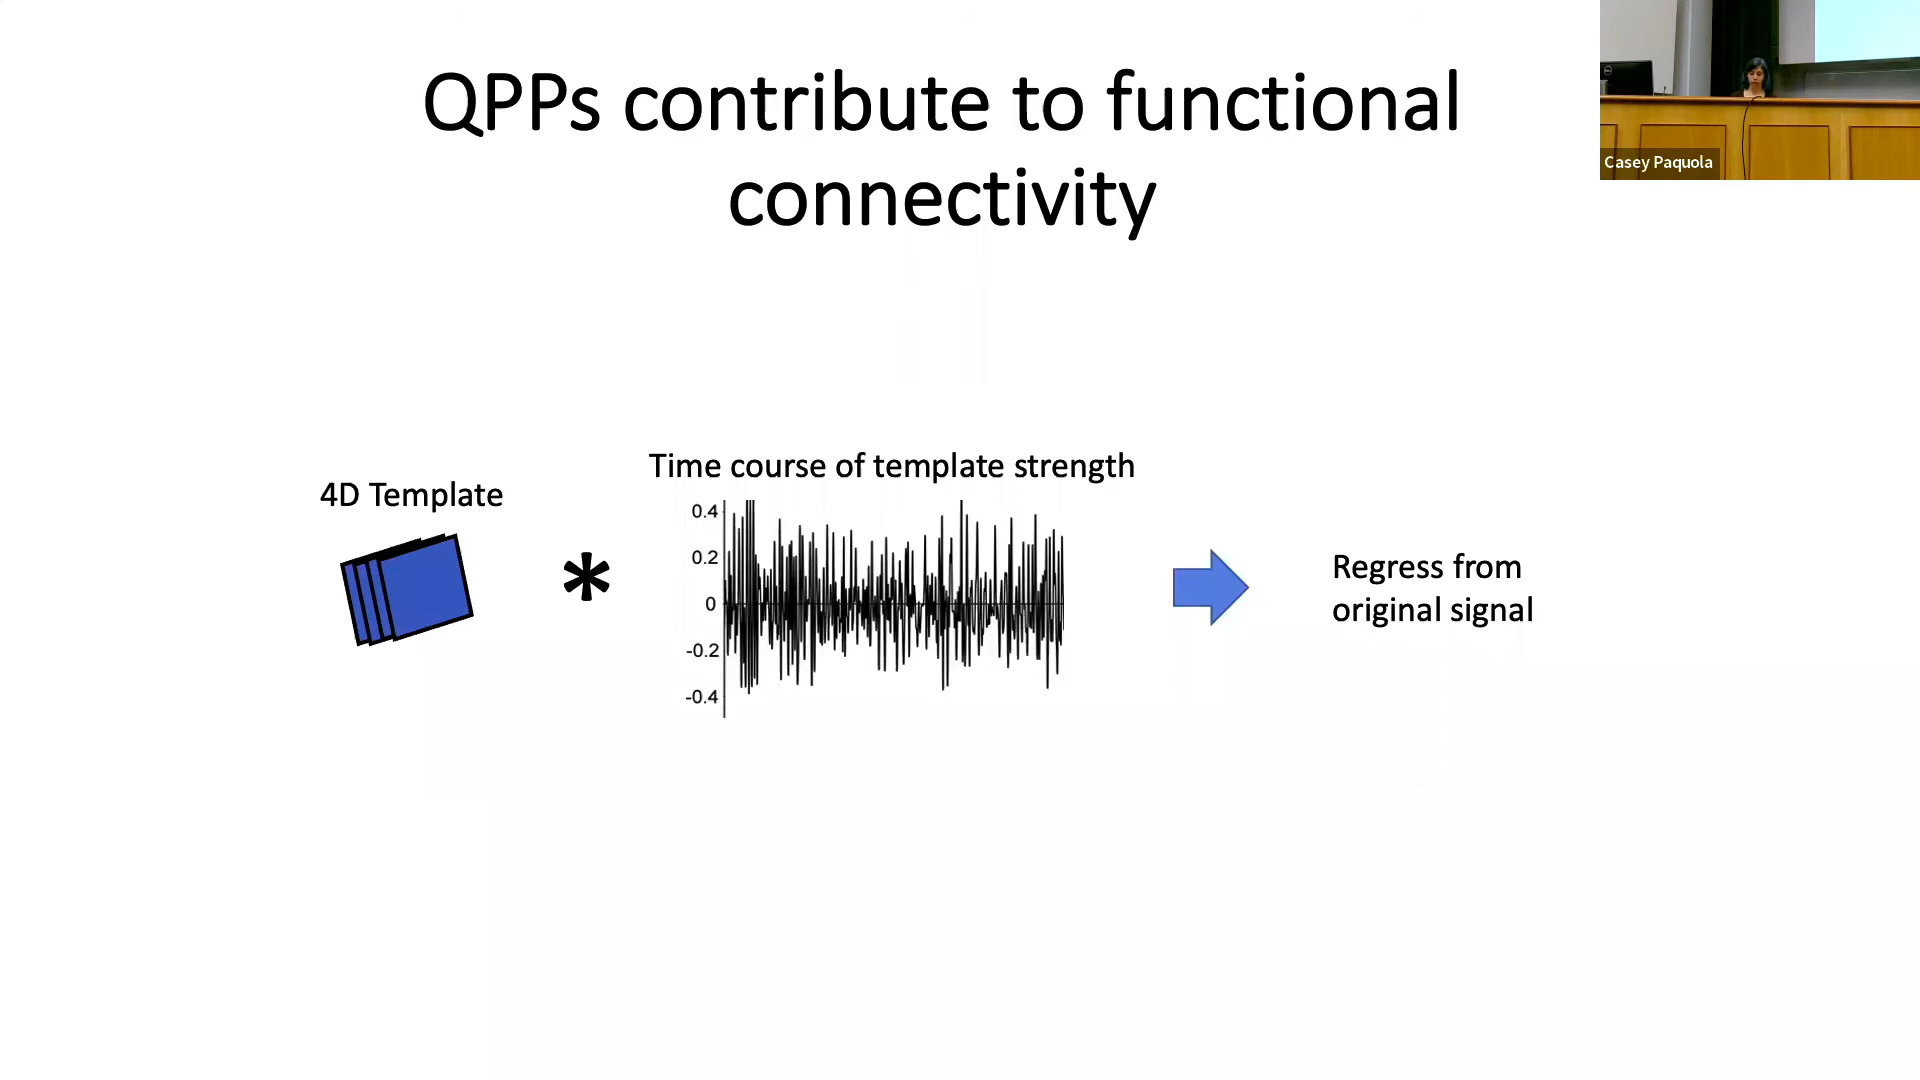 QPPs contribute to functional
connectivity
Casey Paquola
Time course of template strength
4D Template
*
0.4
0.2
0
-0.2
-0.4
Regress from
original signal